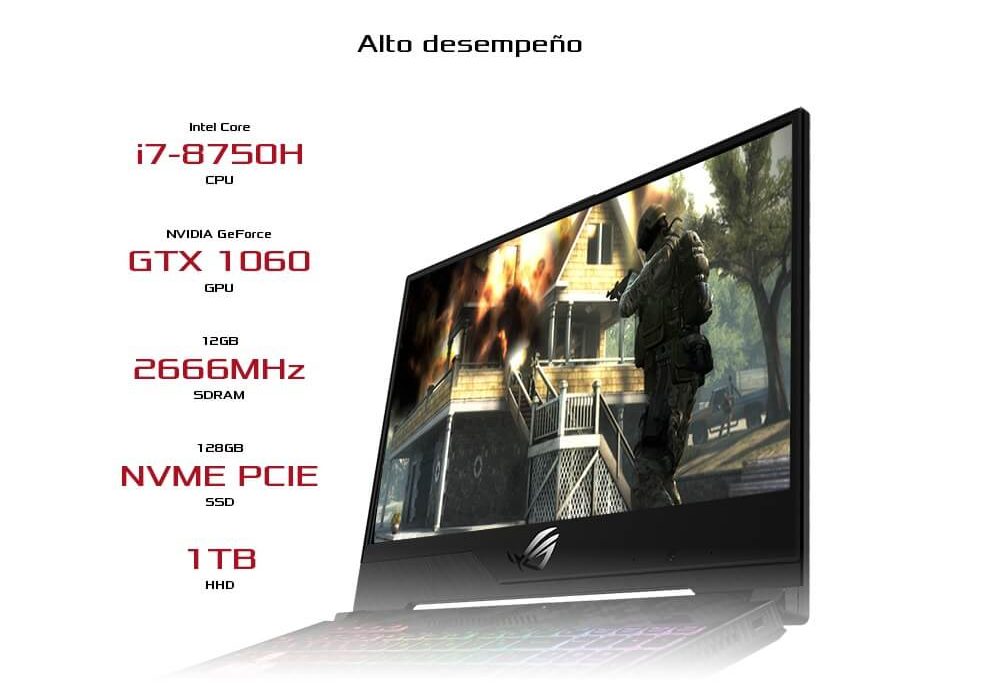 Alto desempeño
Intel Core
i7-8750H
CPU
NVIDIA GeForce
GTX 1060
GPU
12GB
2666MHz
SDRAM
128GB
NVME PCIE
SSD
1TB
HHD